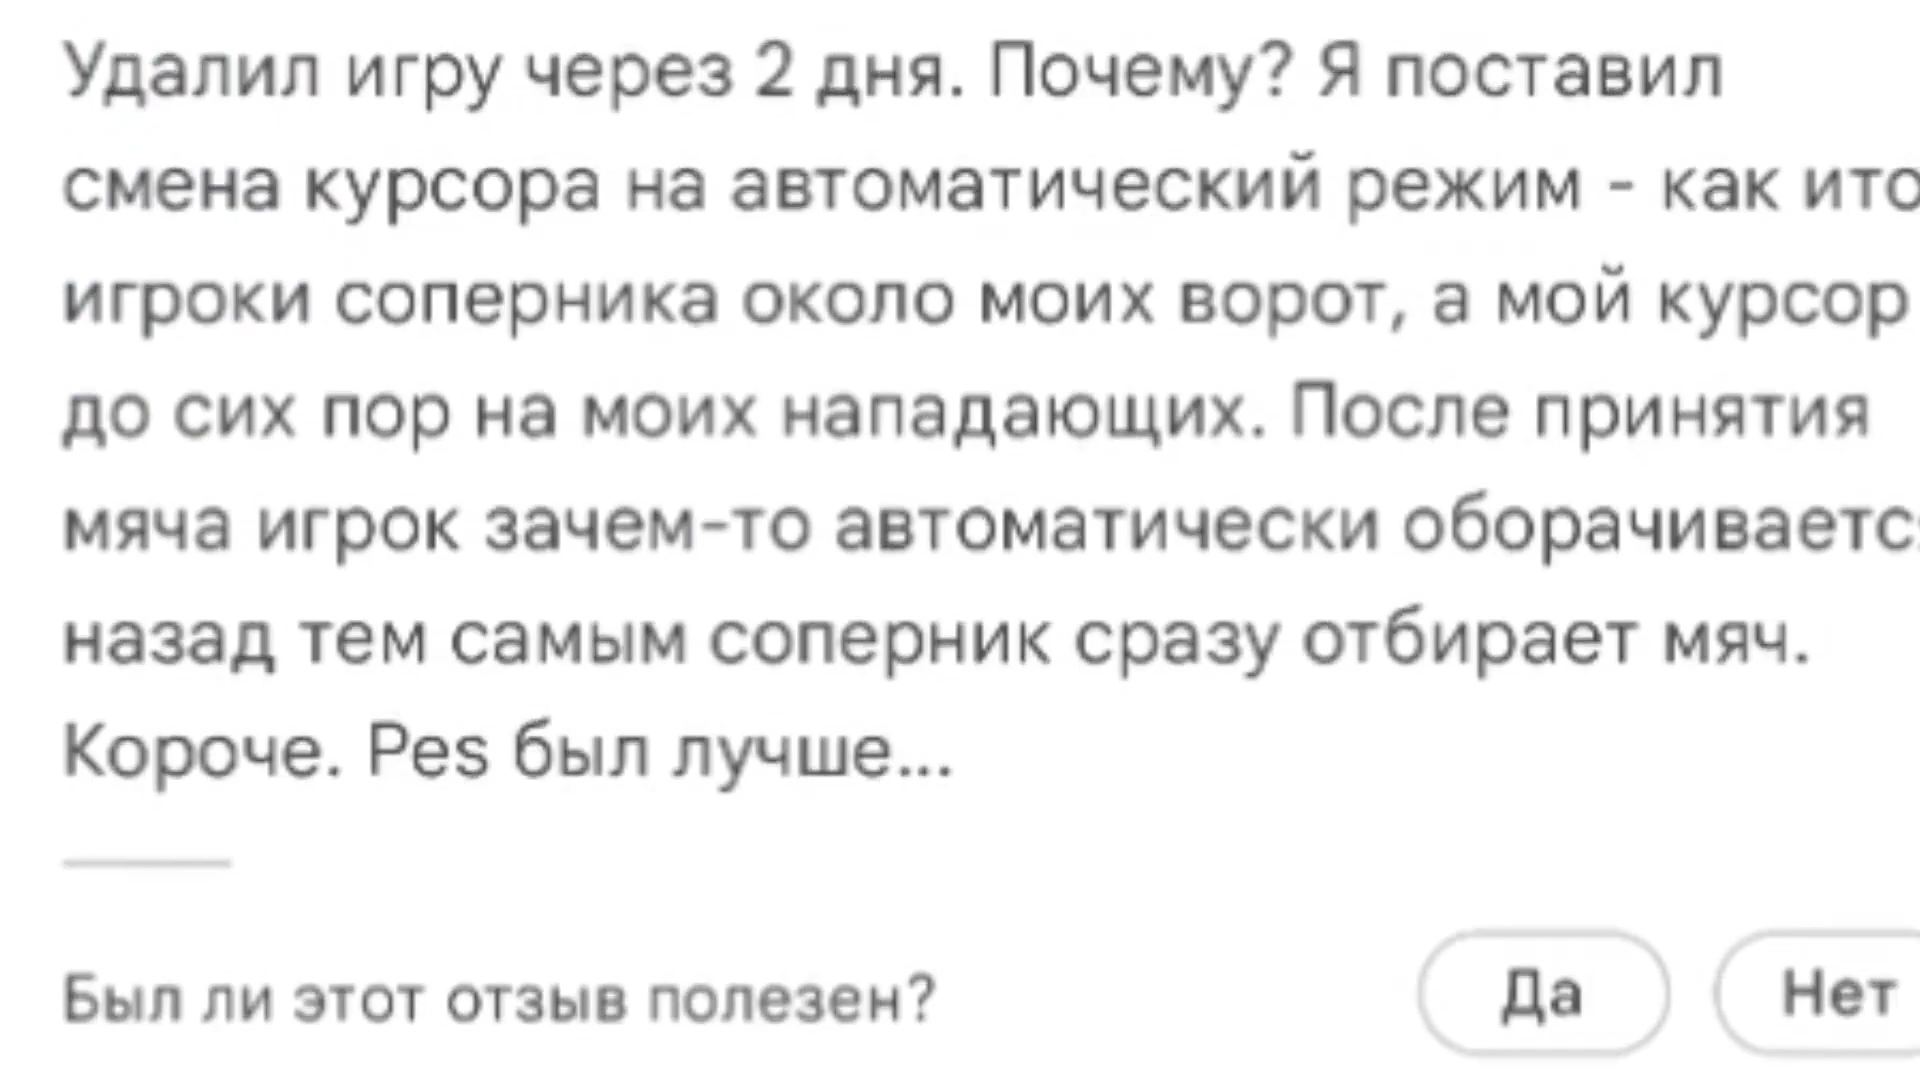 Удалил игру через 2 дня. Почему? Я поставил
смена курсора на автоматический режим - как ито
игроки соперника около моих ворот, а мой курсор
до сих пор на моих нападающих. После принятия
мяча игрок зачем-то автоматически оборачиваетс
назад тем самым соперник сразу отбирает мяч.
Короче. Pes был лучше...
Был ли этот отзыв полезен?
Да
Нет